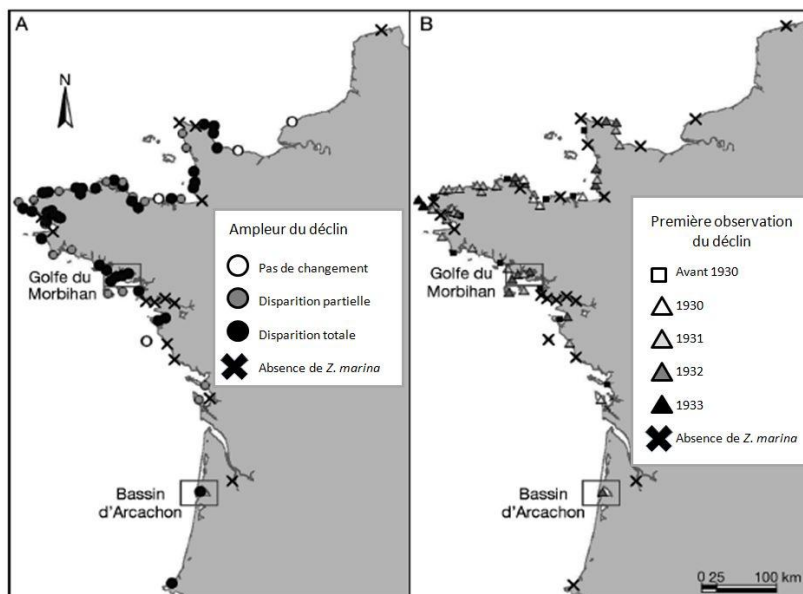 A
N
Ampleur du déclin
Pas de changement
Disparition partielle
Disparition totale
Absence de Z. marina
Golfe du
Morbihan
Bassin
d'Arcachon
B
Première observation
du déclin
Avant 1930
1930
1931
1932
1933
Absence de Z. marina
Golfe du
Morbihan
Bassin
d'Arcachon
0 25 100 km